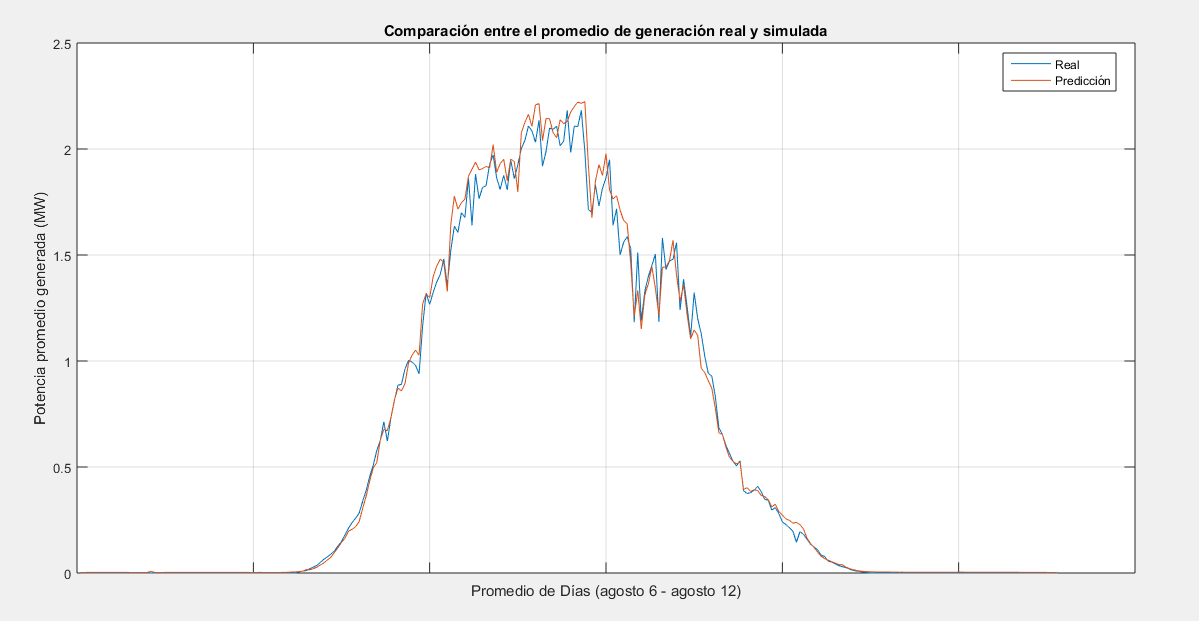 Comparación entre el promedio de generación real y simulada
Real
Predicción
2.5
2
1.5
1
0.5
0
Potencia promedio generada (MW)
Promedio de Días (agosto 6 - agosto 12)